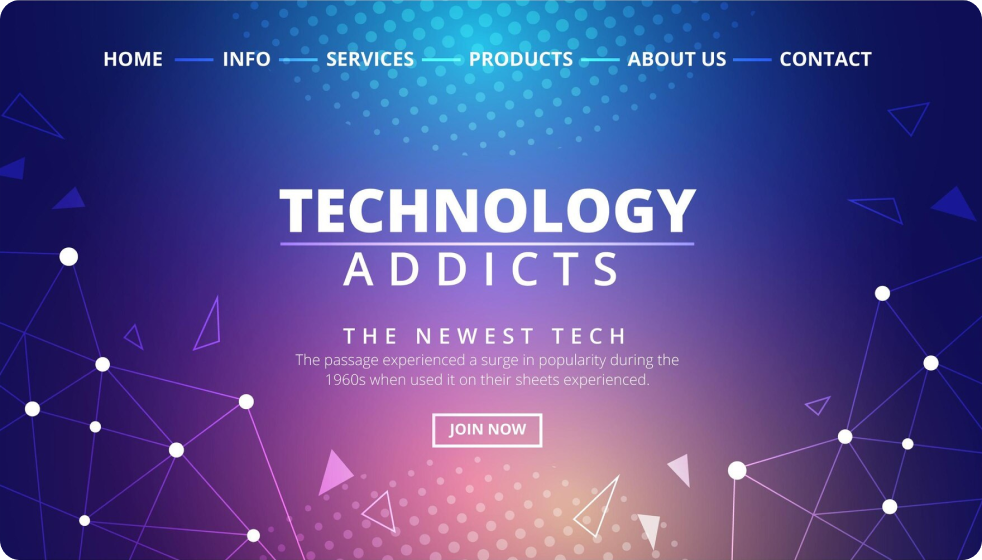 HOME INFO SERVICES PRODUCTS ABOUT US CONTACT
TECHNOLOGY
ADDICTS
THE NEWEST TECH
The passage experienced a surge in popularity during the
1960s when used it on their sheets experienced.
JOIN NOW